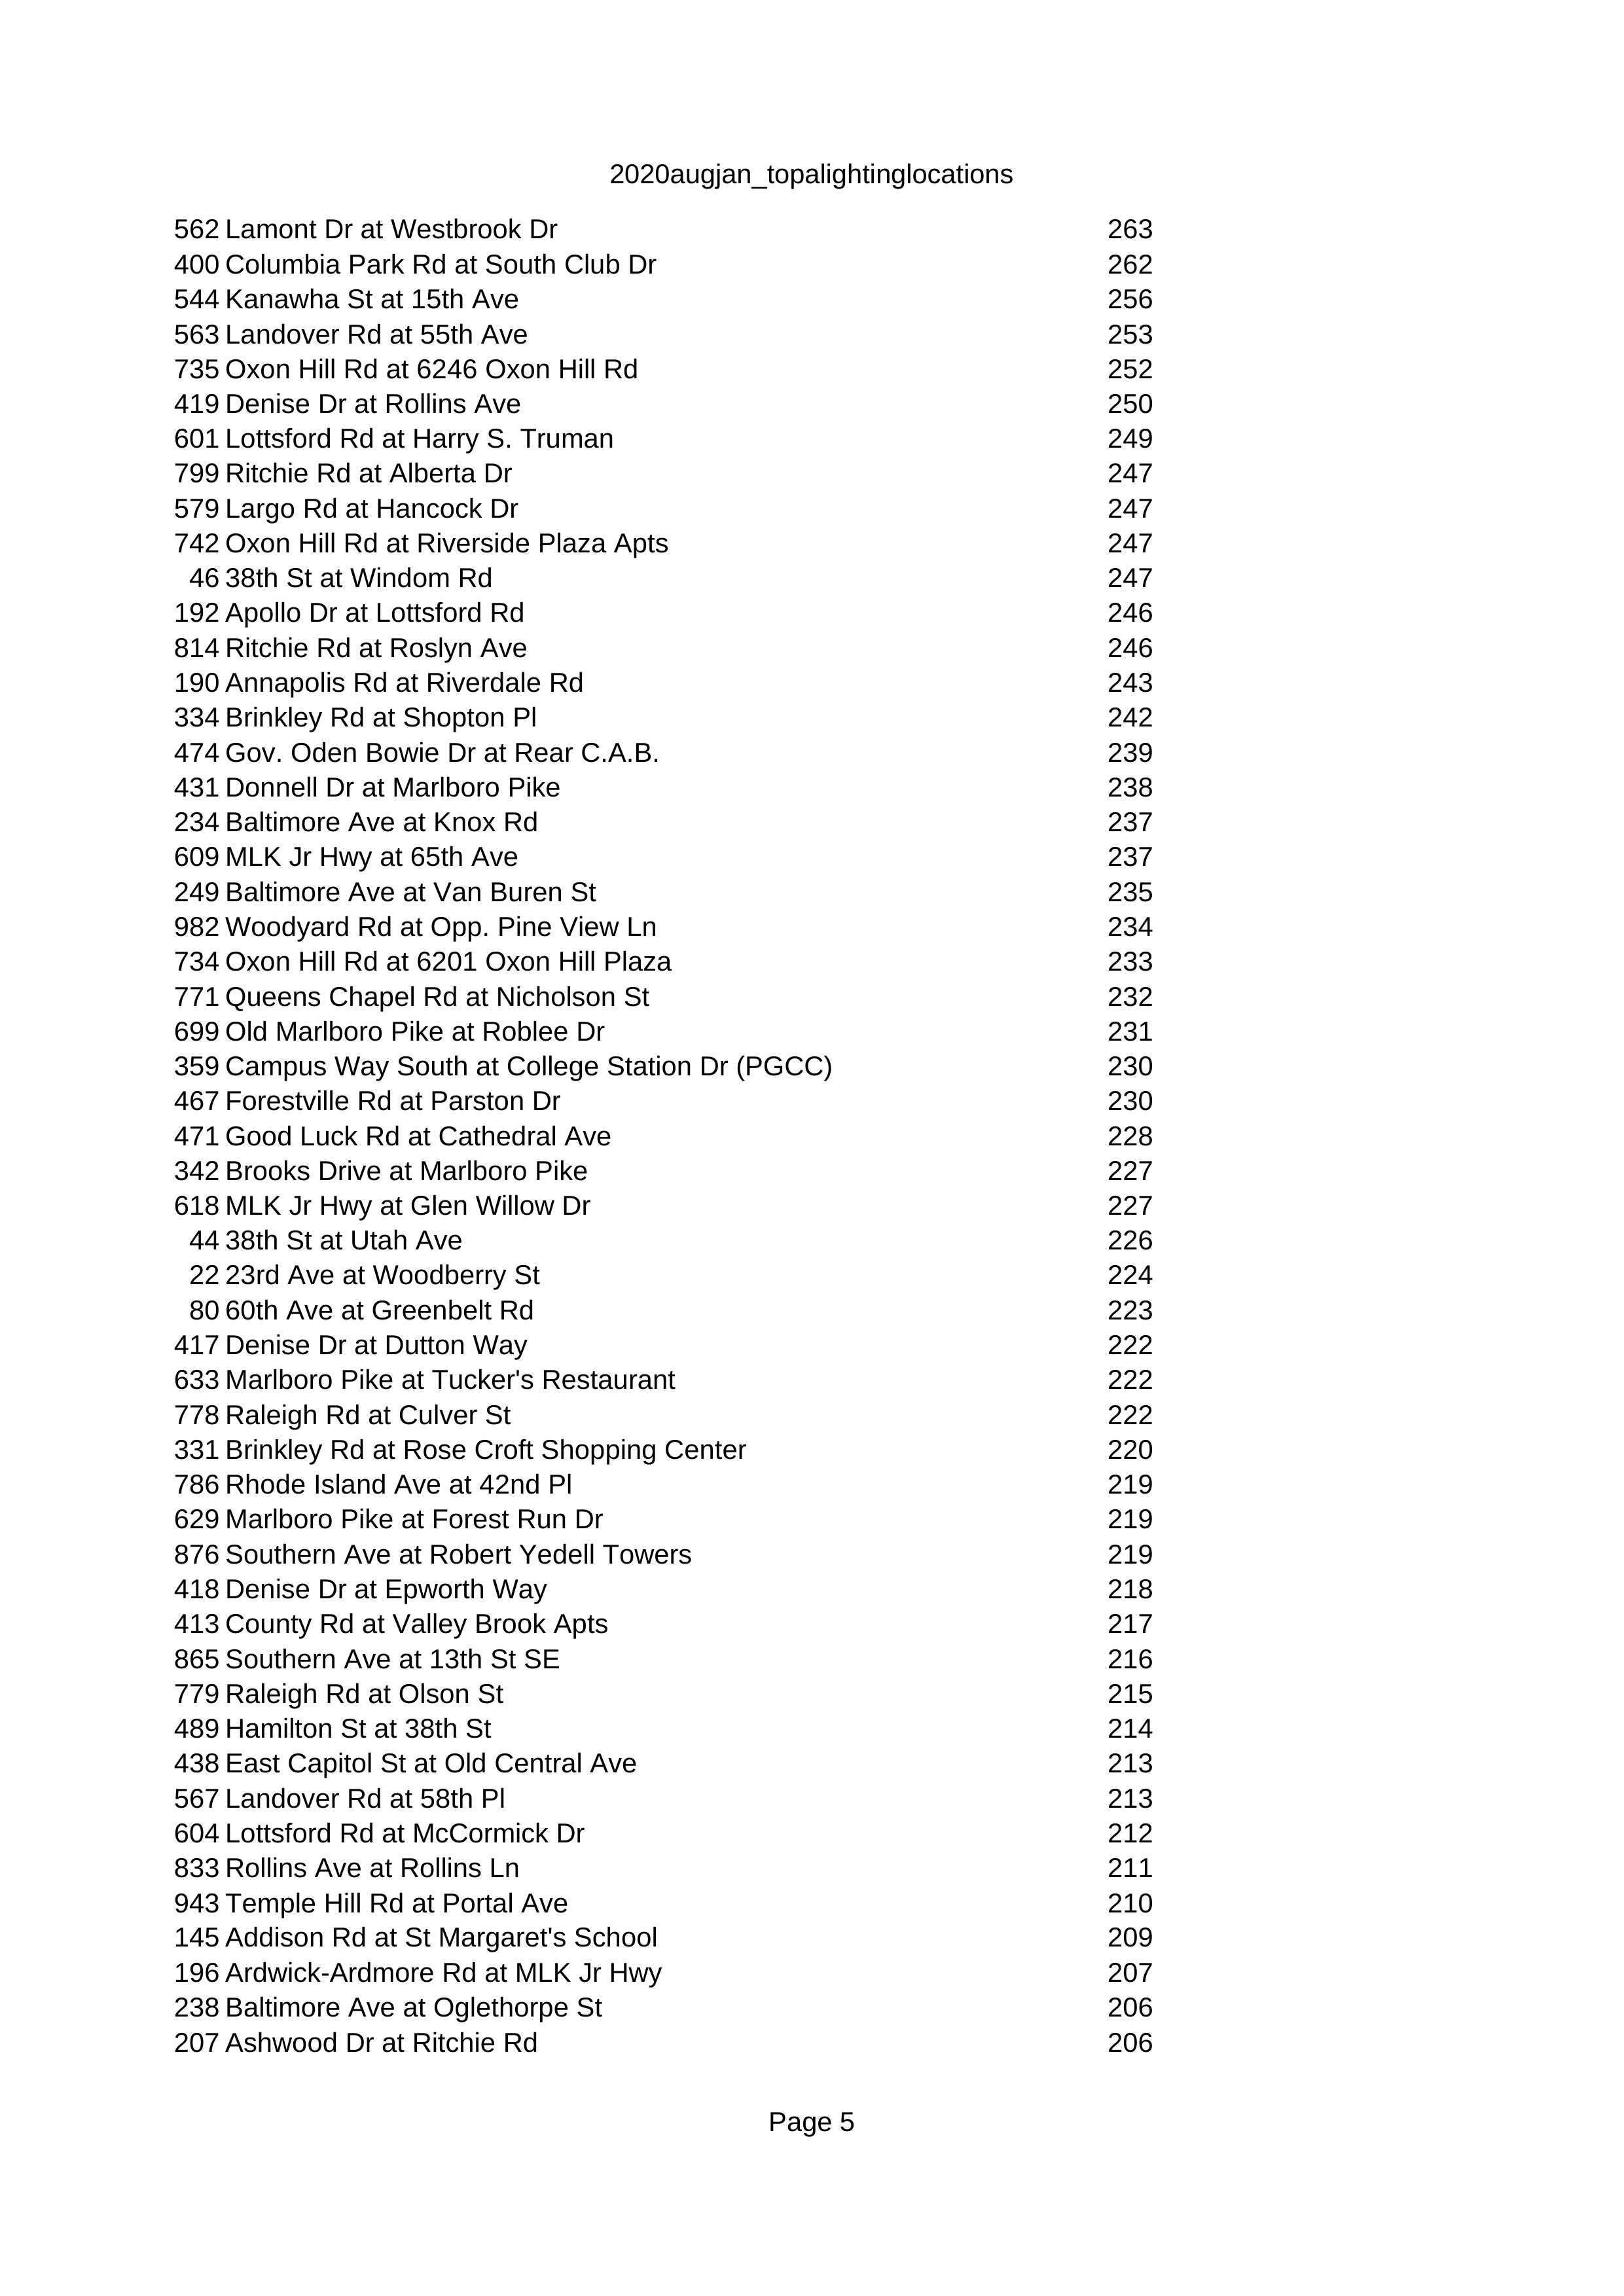 2020augjan_topalightinglocations
562 Lamont Dr at Westbrook Dr 263
400 Columbia Park Rd at South Club Dr 262
544 Kanawha St at 15th Ave 256
563 Landover Rd at 55th Ave 253
735 Oxon Hill Rd at 6246 Oxon Hill Rd 252
419 Denise Dr at Rollins Ave 250
601 Lottsford Rd at Harry S. Truman 249
799 Ritchie Rd at Alberta Dr 247
579 Largo Rd at Hancock Dr 247
742 Oxon Hill Rd at Riverside Plaza Apts 247
46 38th St at Windom Rd 247
192 Apollo Dr at Lottsford Rd 246
814 Ritchie Rd at Roslyn Ave 246
190 Annapolis Rd at Riverdale Rd 243
334 Brinkley Rd at Shopton Pl 242
474 Gov. Oden Bowie Dr at Rear C.A.B. 239
431 Donnell Dr at Marlboro Pike 238
234 Baltimore Ave at Knox Rd 237
609 MLK Jr Hwy at 65th Ave 237
249 Baltimore Ave at Van Buren St 235
982 Woodyard Rd at Opp. Pine View Ln 234
734 Oxon Hill Rd at 6201 Oxon Hill Plaza 233
771 Queens Chapel Rd at Nicholson St 232
699 Old Marlboro Pike at Roblee Dr 231
359 Campus Way South at College Station Dr (PGCC) 230
467 Forestville Rd at Parston Dr 230
471 Good Luck Rd at Cathedral Ave 228
342 Brooks Drive at Marlboro Pike 227
618 MLK Jr Hwy at Glen Willow Dr 227
44 38th St at Utah Ave 226
22 23rd Ave at Woodberry St 224
80 60th Ave at Greenbelt Rd 223
417 Denise Dr at Dutton Way 222
633 Marlboro Pike at Tucker's Restaurant 222
778 Raleigh Rd at Culver St 222
331 Brinkley Rd at Rose Croft Shopping Center 220
786 Rhode Island Ave at 42nd Pl 219
629 Marlboro Pike at Forest Run Dr 219
876 Southern Ave at Robert Yedell Towers 219
418 Denise Dr at Epworth Way 218
413 County Rd at Valley Brook Apts 217
865 Southern Ave at 13th St SE 216
779 Raleigh Rd at Olson St 215
489 Hamilton St at 38th St 214
438 East Capitol St at Old Central Ave 213
567 Landover Rd at 58th Pl 213
604 Lottsford Rd at McCormick Dr 212
833 Rollins Ave at Rollins Ln 211
943 Temple Hill Rd at Portal Ave 210
145 Addison Rd at St Margaret's School 209
196 Ardwick-Ardmore Rd at MLK Jr Hwy 207
238 Baltimore Ave at Oglethorpe St 206
207 Ashwood Dr at Ritchie Rd 206
Page 5